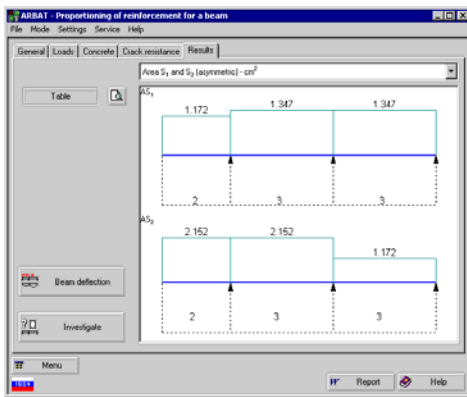 ARBAT - Proportioning of reinforcement for a beam
File Mode Settings Service Help
General Loads Concrete Crack resistance Results
Area S₁ and S₂ (asymmetric) - cm²
Table
AS₁
1.172 1.347 1.347
2 3 3
AS₂
2.152 2.152 1.172
2 3 3
Beam deflection
Investigate
Menu
Report Help